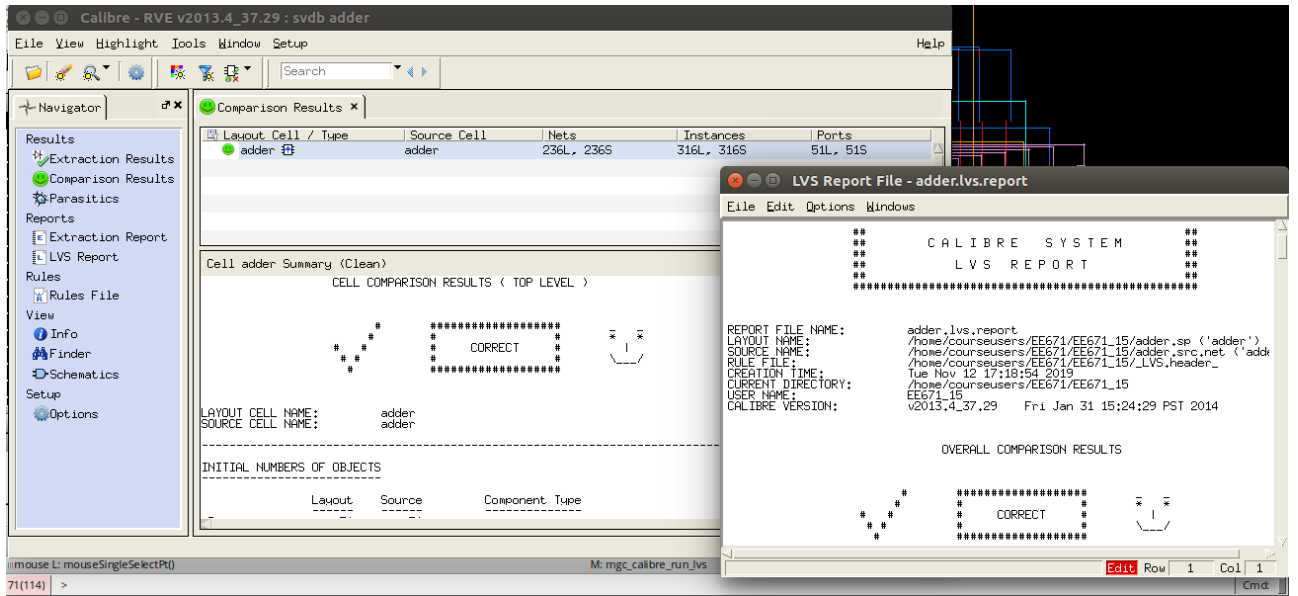 Calibre - RVE v2013.4_37.29 : svdb adder
File View Highlight Tools Window Setup Help
Search
Navigator
Results
Extraction Results
Comparison Results
Parasitics
Reports
Extraction Report
LVS Report
Rules
Rules File
View
Info
Finder
Schematics
Setup
Options
Comparison Results
Layout Cell / Type Source Cell Nets Instances Ports
adder adder 236L, 236S 316L, 316S 51L, 51S
Cell adder Summary (Clean)
CELL COMPARISON RESULTS ( TOP LEVEL )
CORRECT
LAYOUT CELL NAME: adder
SOURCE CELL NAME: adder
INITIAL NUMBERS OF OBJECTS
Layout Source Component Type
mouse L: mouseSingleSelectPt() M: mgc_calibre_run_lvs
71(114) >
Cmd:
LVS Report File - adder.lvs.report
File Edit Options Windows
CALIBRE SYSTEM
LVS REPORT
REPORT FILE NAME: adder.lvs.report
LAYOUT NAME: /home/courseusers/EE671/EE671_15/adder.sp ('adder')
SOURCE NAME: /home/courseusers/EE671/EE671_15/adder.src.net ('adde
RULE FILE: /home/courseusers/EE671/EE671_15/_LVS.header_
CREATION TIME: Tue Nov 12 17:18:54 2019
CURRENT DIRECTORY: /home/courseusers/EE671/EE671_15
USER NAME: EE671_15
CALIBRE VERSION: v2013.4_37.29 Fri Jan 31 15:24:29 PST 2014
OVERALL COMPARISON RESULTS
CORRECT
Edit Row 1 Col 1